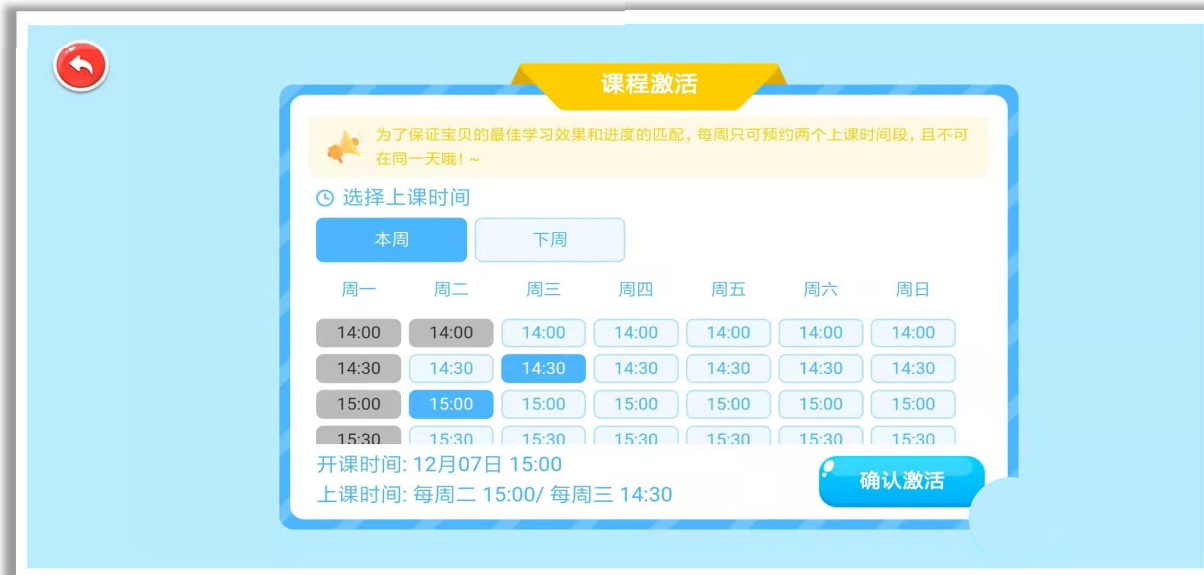 课程激活
为了保证宝贝的最佳学习效果和进度的匹配，每周只可预约两个上课时间段，且不可
在同一天哦！~
选择上课时间
本周 下周
周一 周二 周三 周四 周五 周六 周日
14:00 14:00 14:00 14:00 14:00 14:00 14:00
14:30 14:30 14:30 14:30 14:30 14:30 14:30
15:00 15:00 15:00 15:00 15:00 15:00 15:00
15:30 15:30 15:30 15:30 15:30 15:30 15:30
开课时间: 12月07日 15:00
上课时间: 每周二 15:00/ 每周三 14:30
确认激活